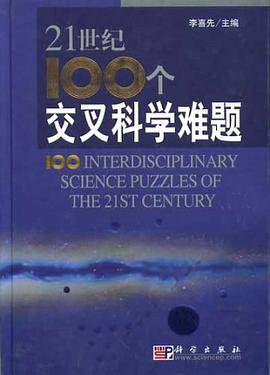 李喜先/主编
21世纪
100个
交叉科学难题
100 INTERDISCIPLINARY
SCIENCE PUZZLES OF
THE 21ST CENTURY
科学出版社
www.sciencep.com